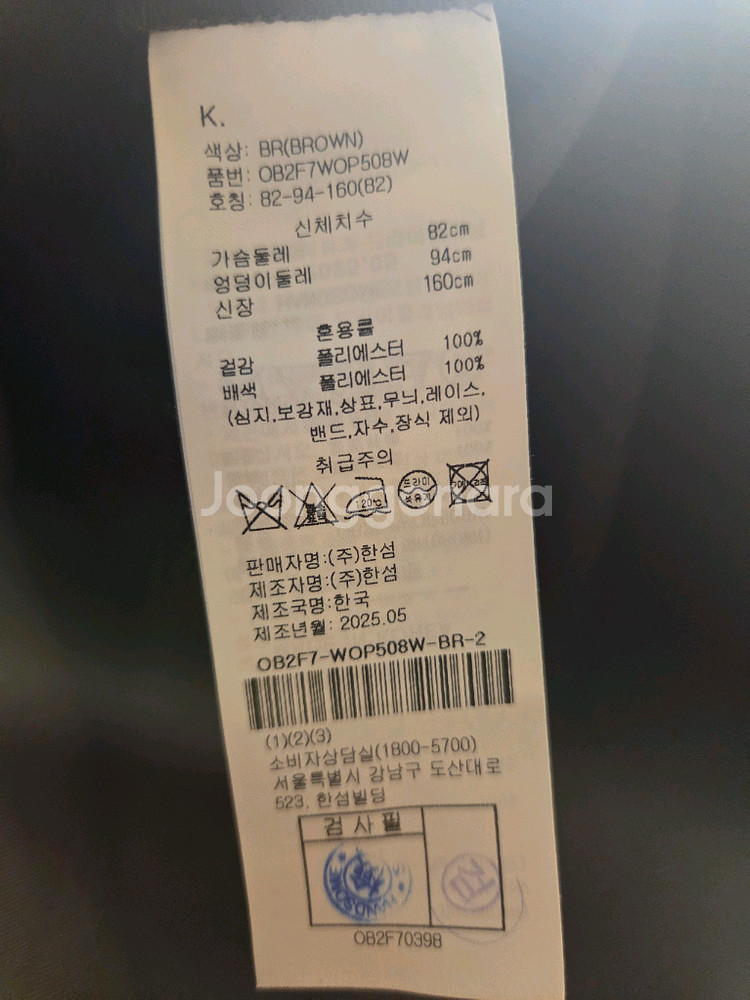 K.
색상: BR(BROWN)
품번: OB2F7WOP508W
호칭: 82-94-160(82)
신체치수
가슴둘레 82cm
엉덩이둘레 94cm
신장 160cm
혼용률
겉감 폴리에스터 100%
배색 폴리에스터 100%
(심지,보강재,상표,무늬,레이스,
밴드,자수,장식 제외)
취급주의
120℃
드라이
Joonggonara
판매자명:(주)한섬
제조자명:(주)한섬
제조국명:한국
제조년월: 2025.05
OB2F7-WOP508W-BR-2
(1)(2)(3)
소비자상담실(1800-5700)
서울특별시 강남구 도산대로
523, 한섬빌딩
검사필
OB2F70398